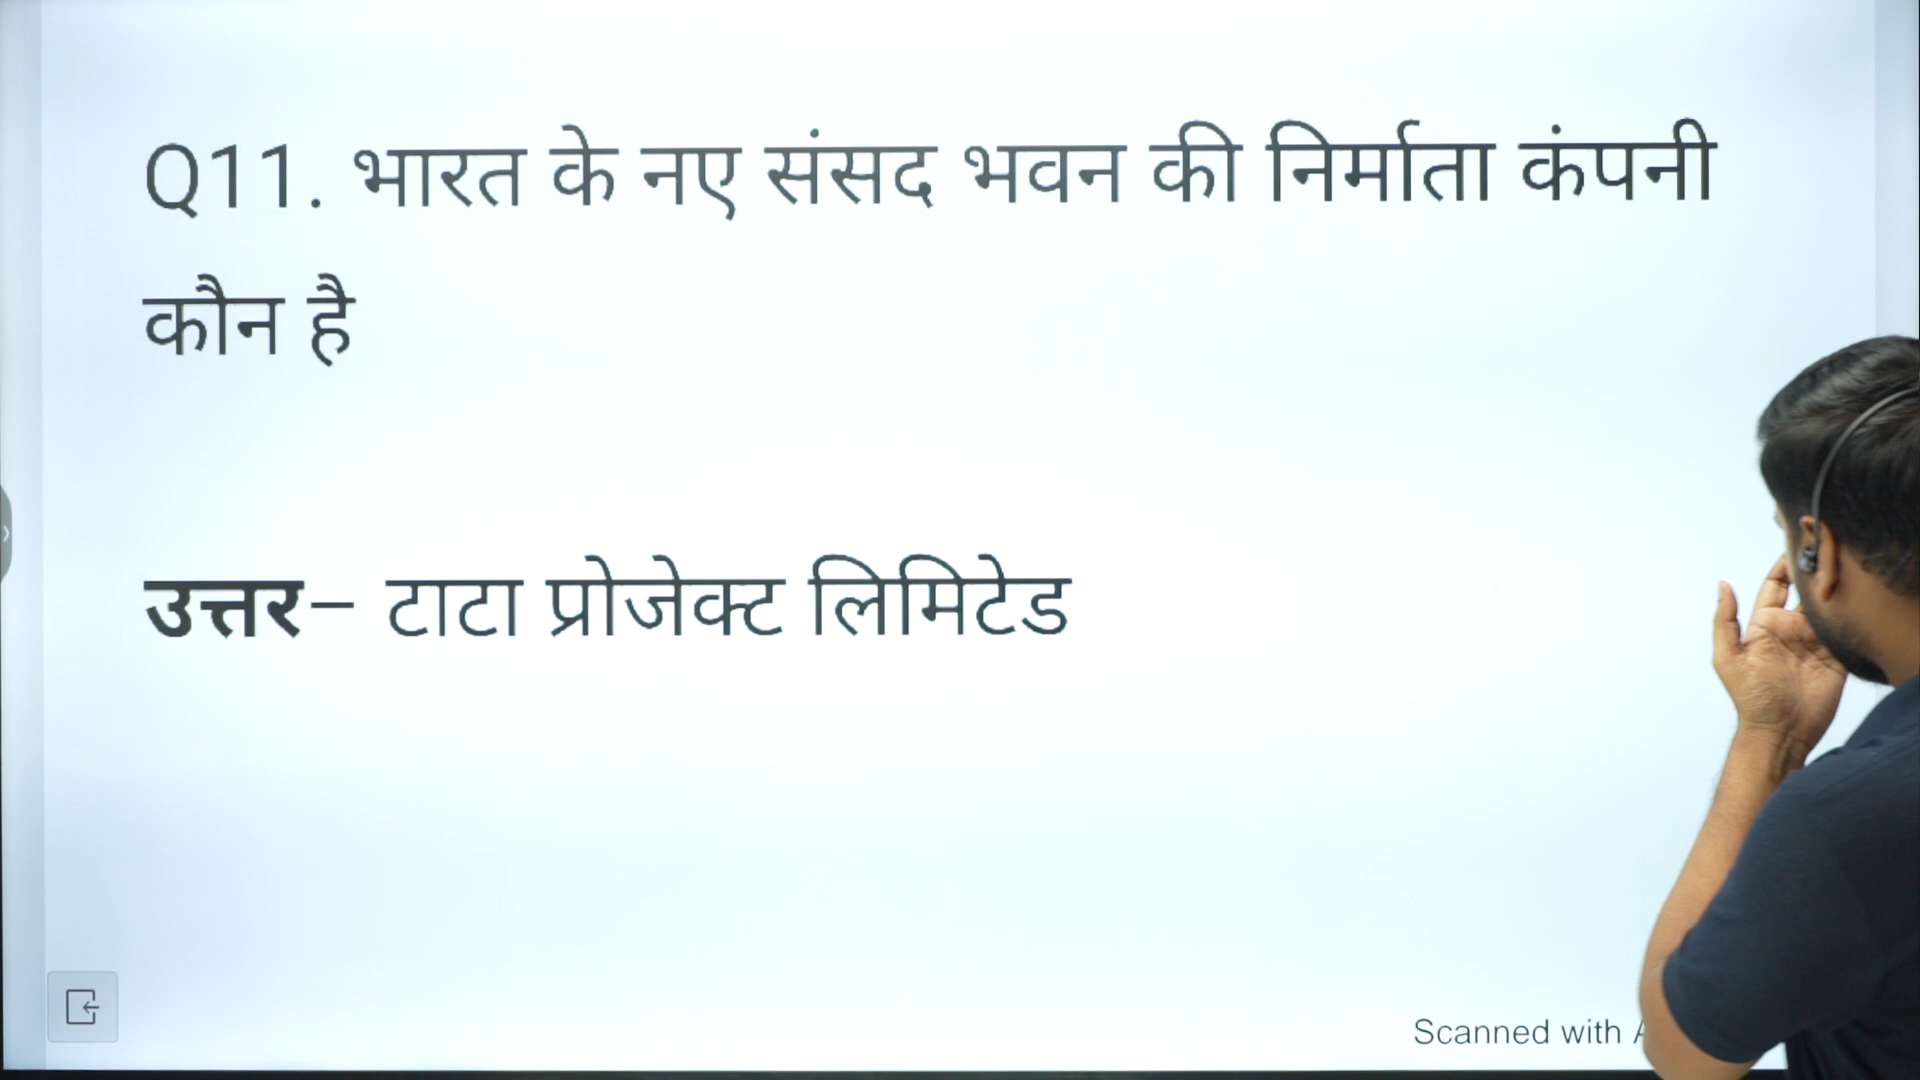 Q11. भारत के नए संसद भवन की निर्माता कंपनी
कौन है
उत्तर– टाटा प्रोजेक्ट लिमिटेड
Scanned with